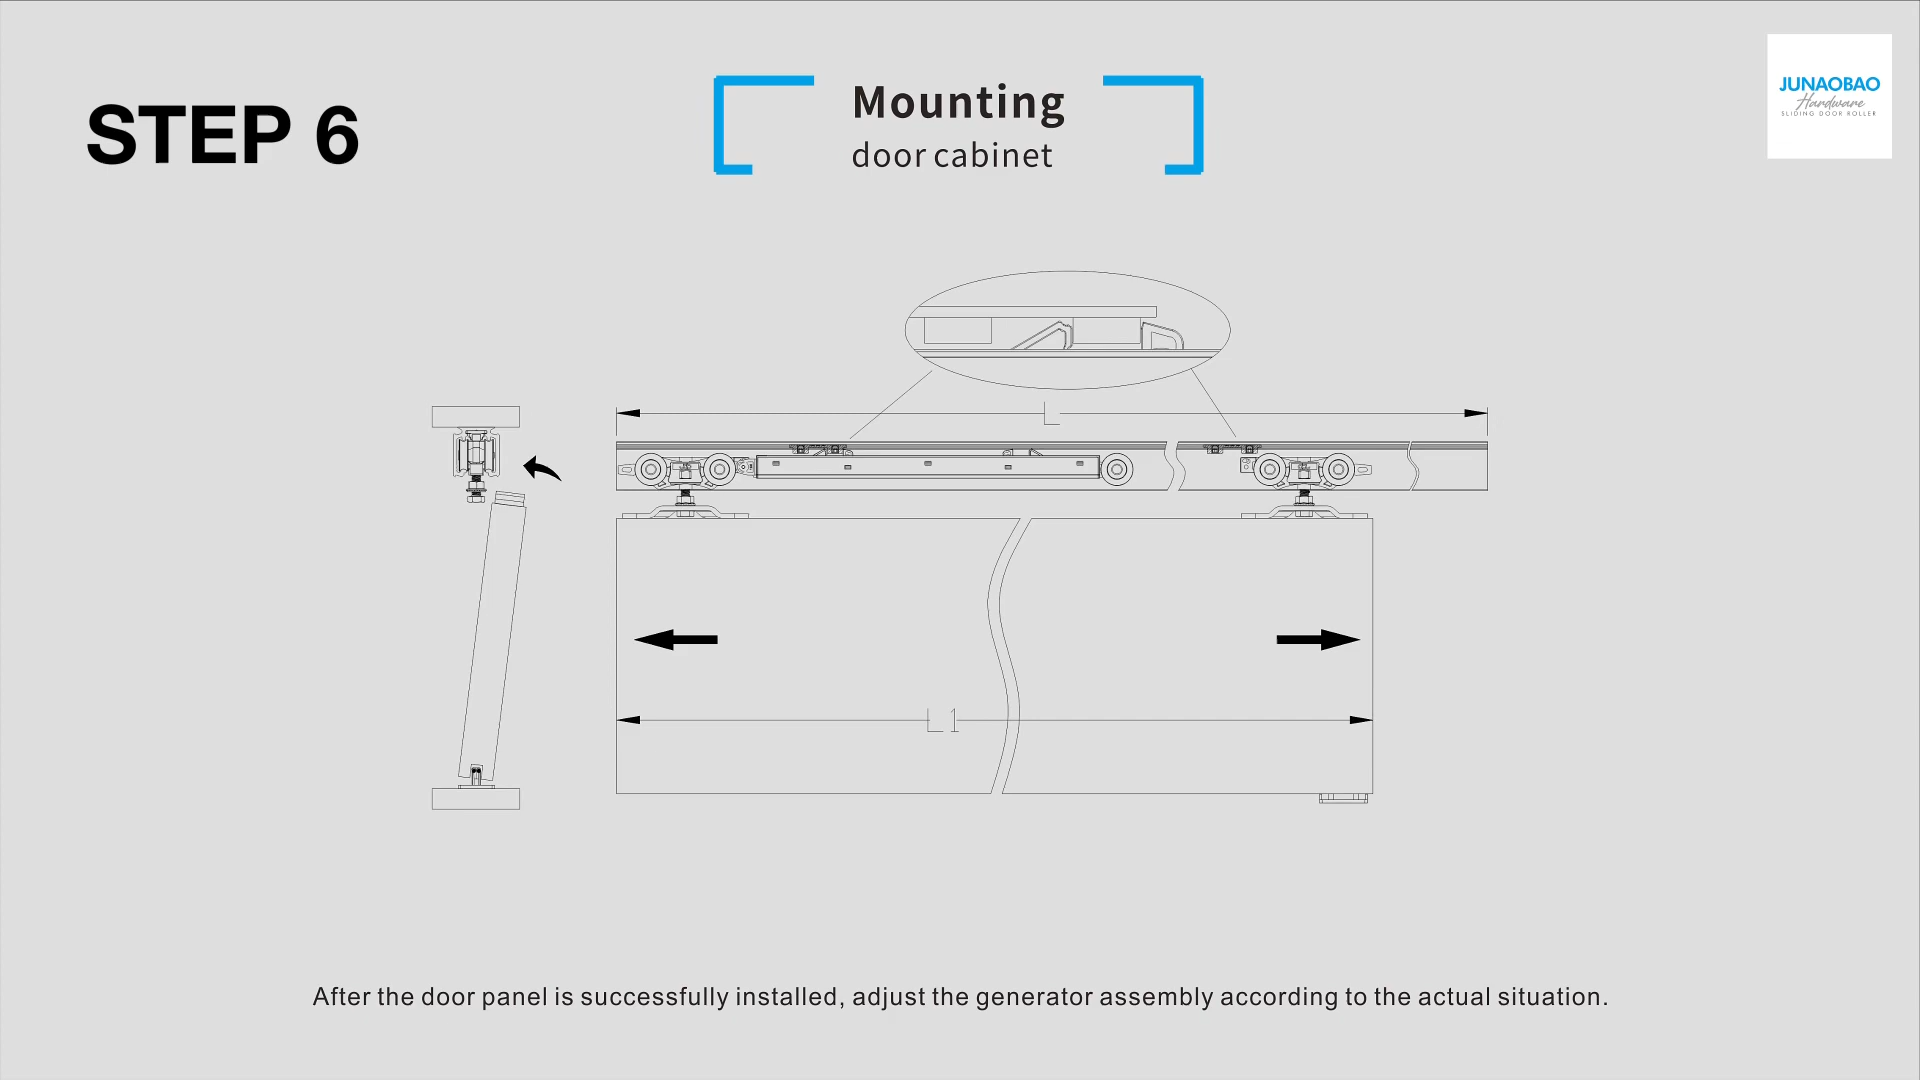 STEP 6
Mounting
door cabinet
JUNAOBAO
Hardware
SLIDING DOOR ROLLER
L
L1
After the door panel is successfully installed, adjust the generator assembly according to the actual situation.